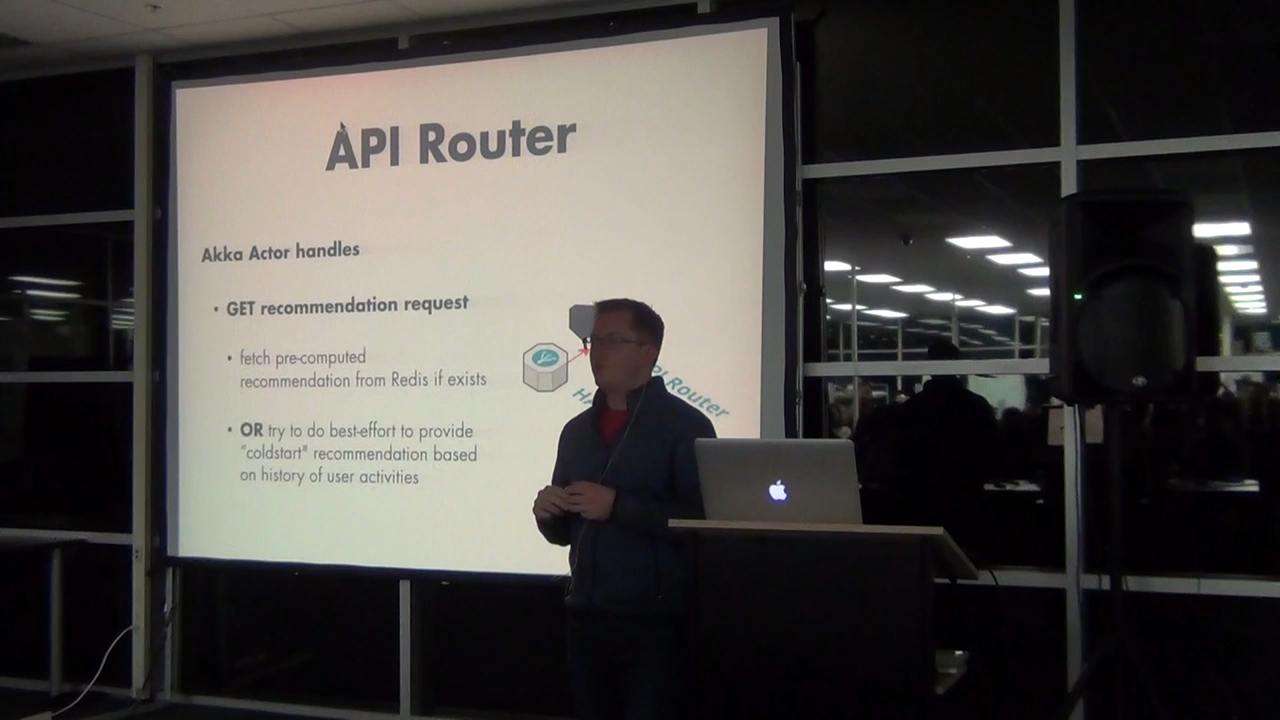 API Router
Akka Actor handles
• GET recommendation request
• fetch pre-computed
recommendation from Redis if exists
• OR try to do best-effort to provide
"coldstart" recommendation based
on history of user activities
Router